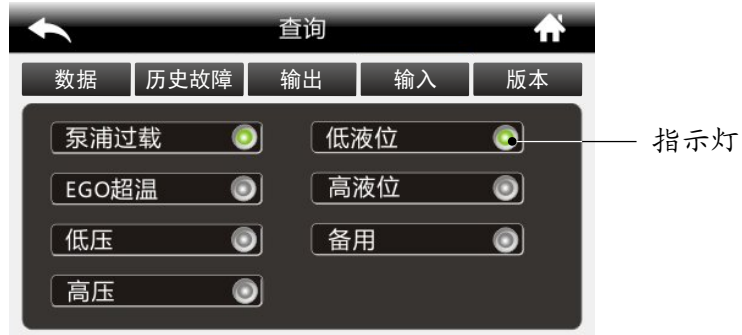 查询
数据 历史故障 输出 输入 版本
泵浦过载 低液位 指示灯
EGO超温 高液位
低压 备用
高压